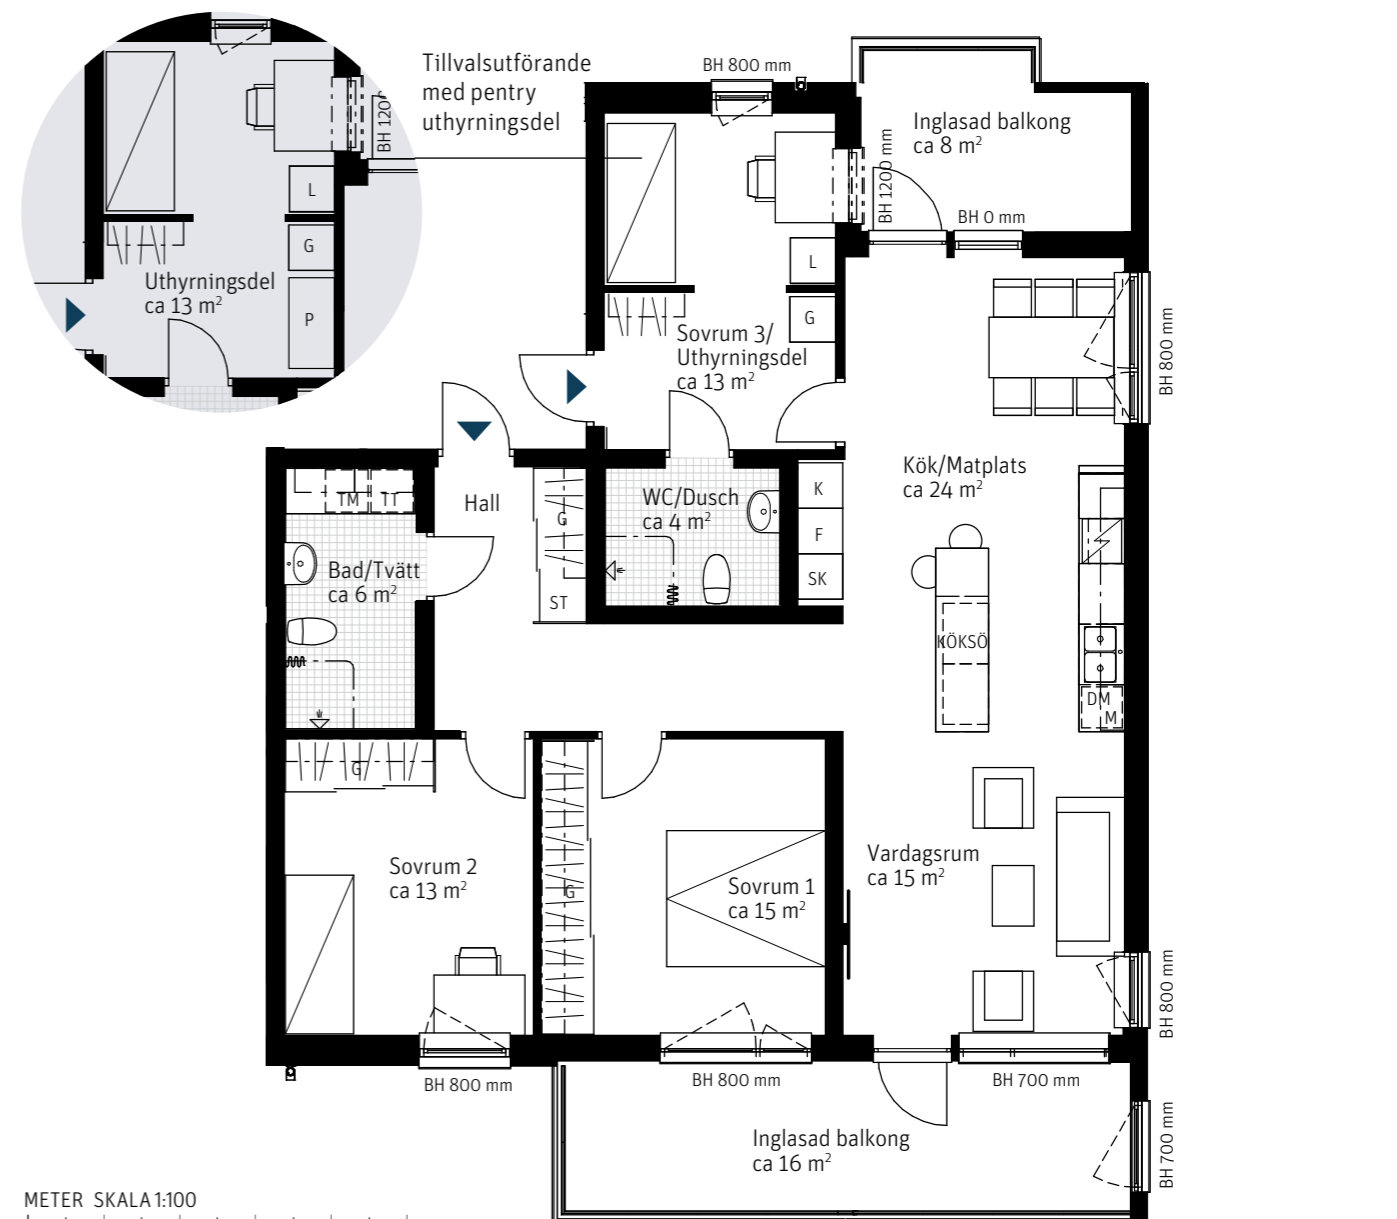 Tillvalsutförande
med pentry
uthyrningsdel
BH 800 mm
Inglasad balkong
ca 8 m²
BH 120
L
G
P
Uthyrningsdel
ca 13 m²
BH 1200 mm
BH 0 mm
L
G
Sovrum 3/
Uthyrningsdel
ca 13 m²
BH 800 mm
Kök/Matplats
ca 24 m²
TM
TT
Hall
G
ST
WC/Dusch
ca 4 m²
K
F
SK
Bad/Tvätt
ca 6 m²
KÖKSÖ
DM
M
G
Sovrum 2
ca 13 m²
G
Sovrum 1
ca 15 m²
Vardagsrum
ca 15 m²
BH 800 mm
BH 800 mm
BH 800 mm
BH 700 mm
Inglasad balkong
ca 16 m²
BH 700 mm
METER SKALA 1:100